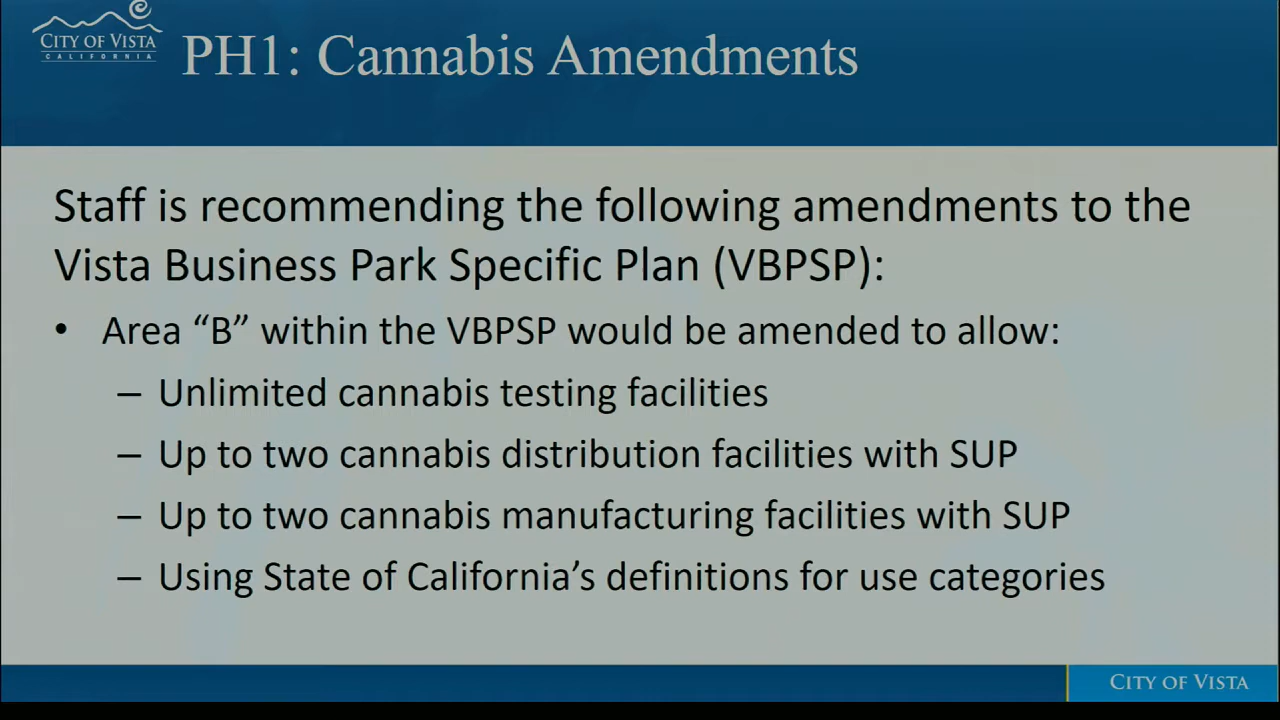 CITY OF VISTA
CALIFORNIA
PH1: Cannabis Amendments
Staff is recommending the following amendments to the
Vista Business Park Specific Plan (VBPSP):
• Area “B” within the VBPSP would be amended to allow:
– Unlimited cannabis testing facilities
– Up to two cannabis distribution facilities with SUP
– Up to two cannabis manufacturing facilities with SUP
– Using State of California’s definitions for use categories
CITY OF VISTA